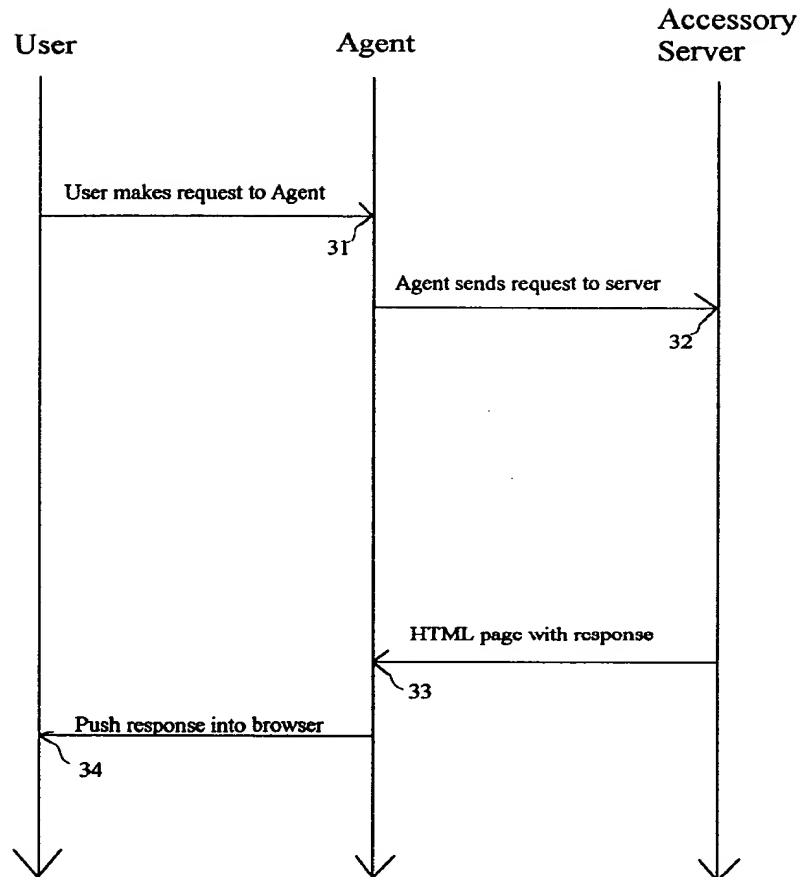 User
Agent
Accessory
Server
User makes request to Agent
31
Agent sends request to server
32
HTML page with response
33
Push response into browser
34